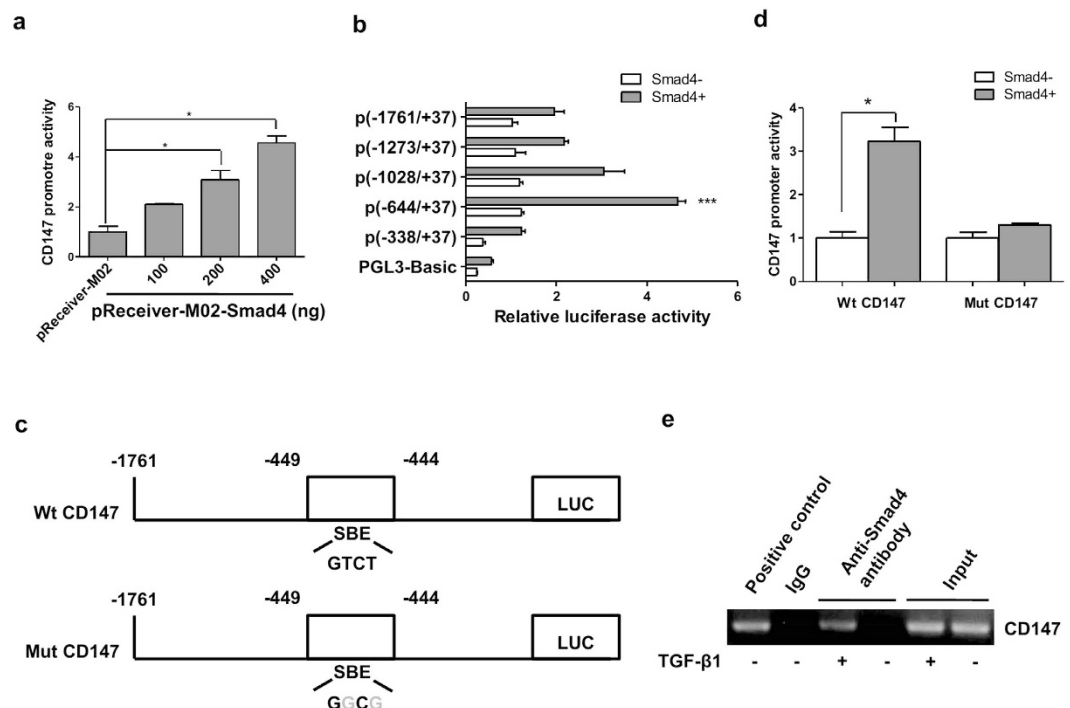 a
CD147 promotre activity
6
4
2
0
*
*
pReceiver-M02
100
200
400
pReceiver-M02-Smad4 (ng)
b
Smad4-
Smad4+
p(-1761/+37)
p(-1273/+37)
p(-1028/+37)
p(-644/+37)
p(-338/+37)
PGL3-Basic
***
0
2
4
6
Relative luciferase activity
d
Smad4-
Smad4+
CD147 promoter activity
4
3
2
1
0
*
Wt CD147
Mut CD147
c
-1761
-449
-444
Wt CD147
LUC
SBE
GTCT
-1761
-449
-444
Mut CD147
LUC
SBE
GGCG
e
Positive control
IgG
Anti-Smad4
antibody
Input
CD147
TGF-β1
- - + - + -